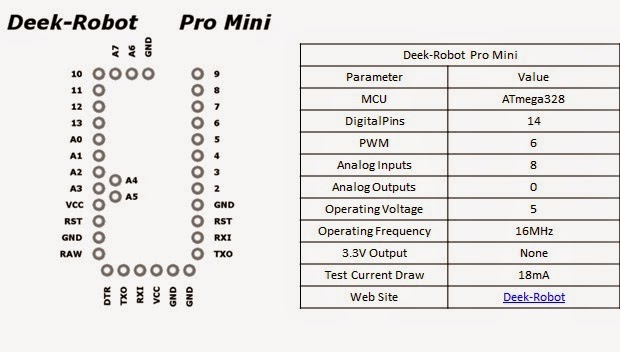 Deek-Robot Pro Mini
A7 A6 GND
10 9
11 8
12 7
13 6
A0 5
A1 4
A2 3
A4
A3 2
A5
VCC GND
RST RST
GND RXI
RAW TXO
DTR TXO RXI VCC GND GND
Deek-Robot Pro Mini
Parameter Value
MCU ATmega328
DigitalPins 14
PWM 6
Analog Inputs 8
Analog Outputs 0
Operating Voltage 5
Operating Frequency 16MHz
3.3V Output None
Test Current Draw 18mA
Web Site Deek-Robot